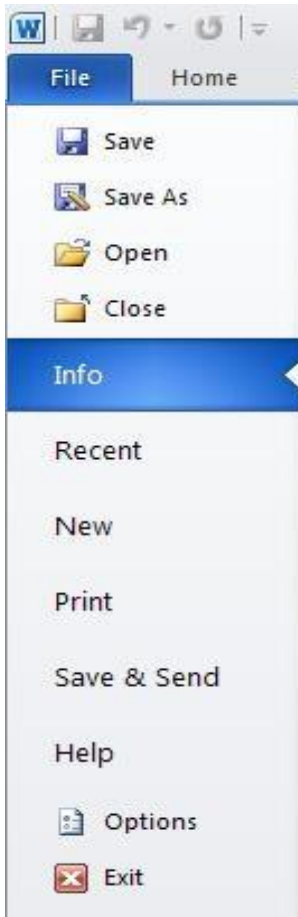 W
File Home
Save
Save As
Open
Close
Info
Recent
New
Print
Save & Send
Help
Options
Exit